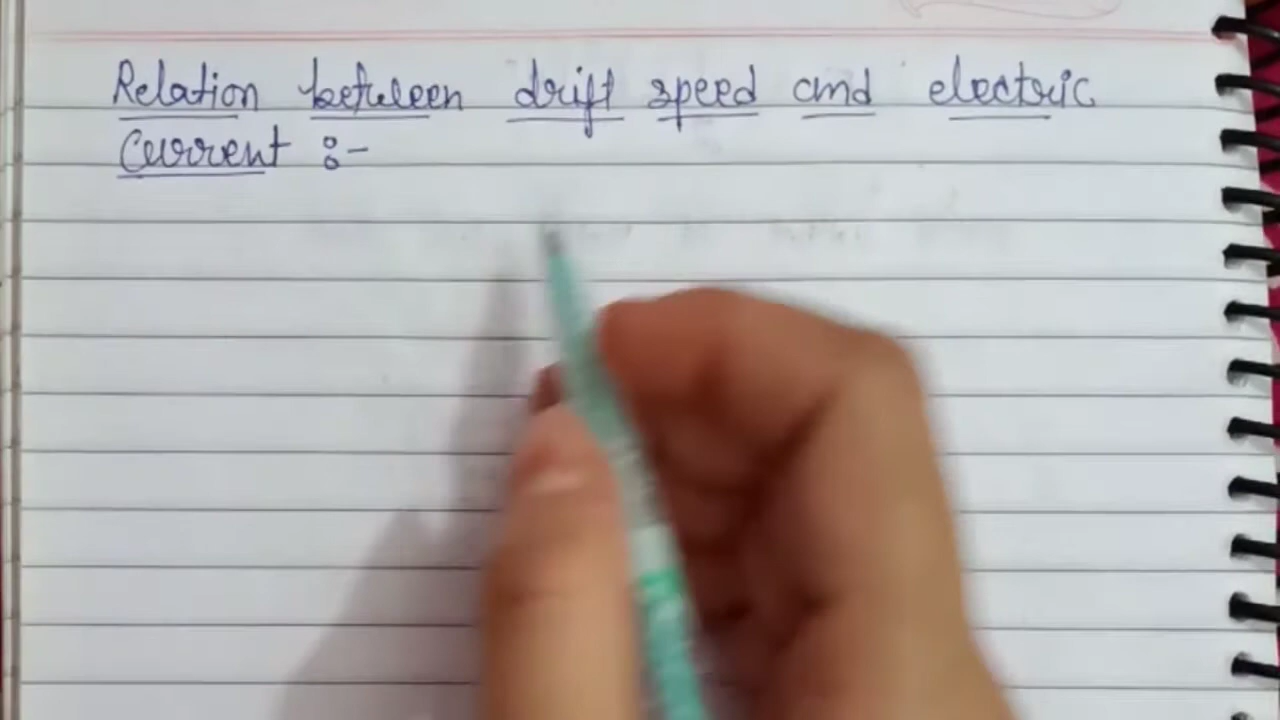 Relation between drift speed and electric
Current :-